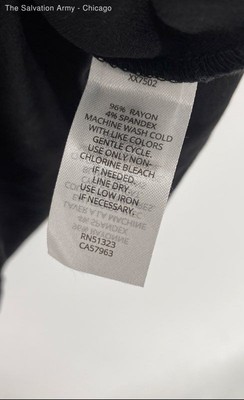 The Salvation Army - Chicago
XX7502
96% RAYON
4% SPANDEX
MACHINE WASH COLD
WITH LIKE COLORS
GENTLE CYCLE.
USE ONLY NON-
CHLORINE BLEACH
IF NEEDED.
LINE DRY.
USE LOW IRON
IF NECESSARY.
RN51323
CA57963